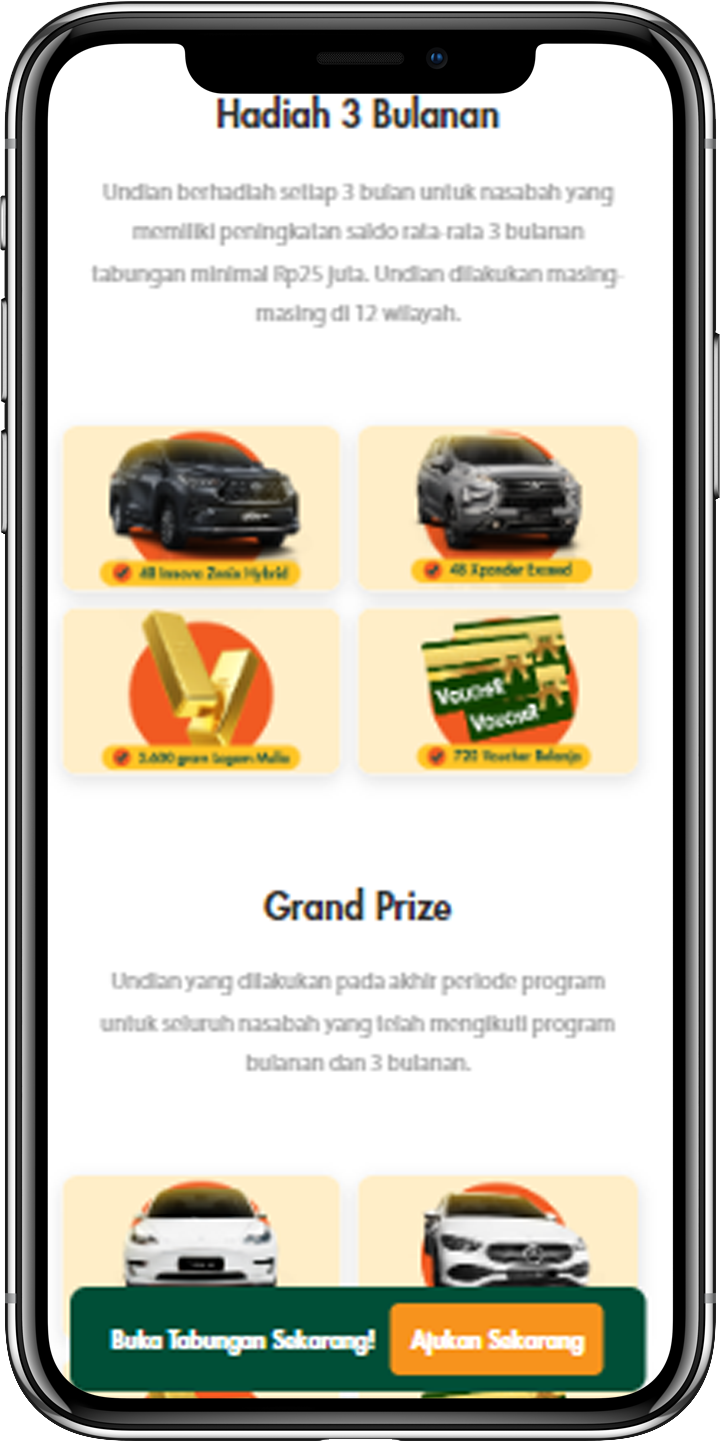 Hadiah 3 Bulanan
Undian berhadiah setiap 3 bulan untuk nasabah yang
memiliki peningkatan saldo rata-rata 3 bulanan
tabungan minimal Rp25 juta. Undian dilakukan masing-
masing di 12 wilayah.
48 Innova Zenix Hybrid
48 Xpander Exceed
VOUCHER
VOUCHER
3.600 gram Logam Mulia
720 Voucher Belanja
Grand Prize
Undian yang dilakukan pada akhir periode program
untuk seluruh nasabah yang telah mengikuti program
bulanan dan 3 bulanan.
Buka Tabungan Sekarang!
Ajukan Sekarang